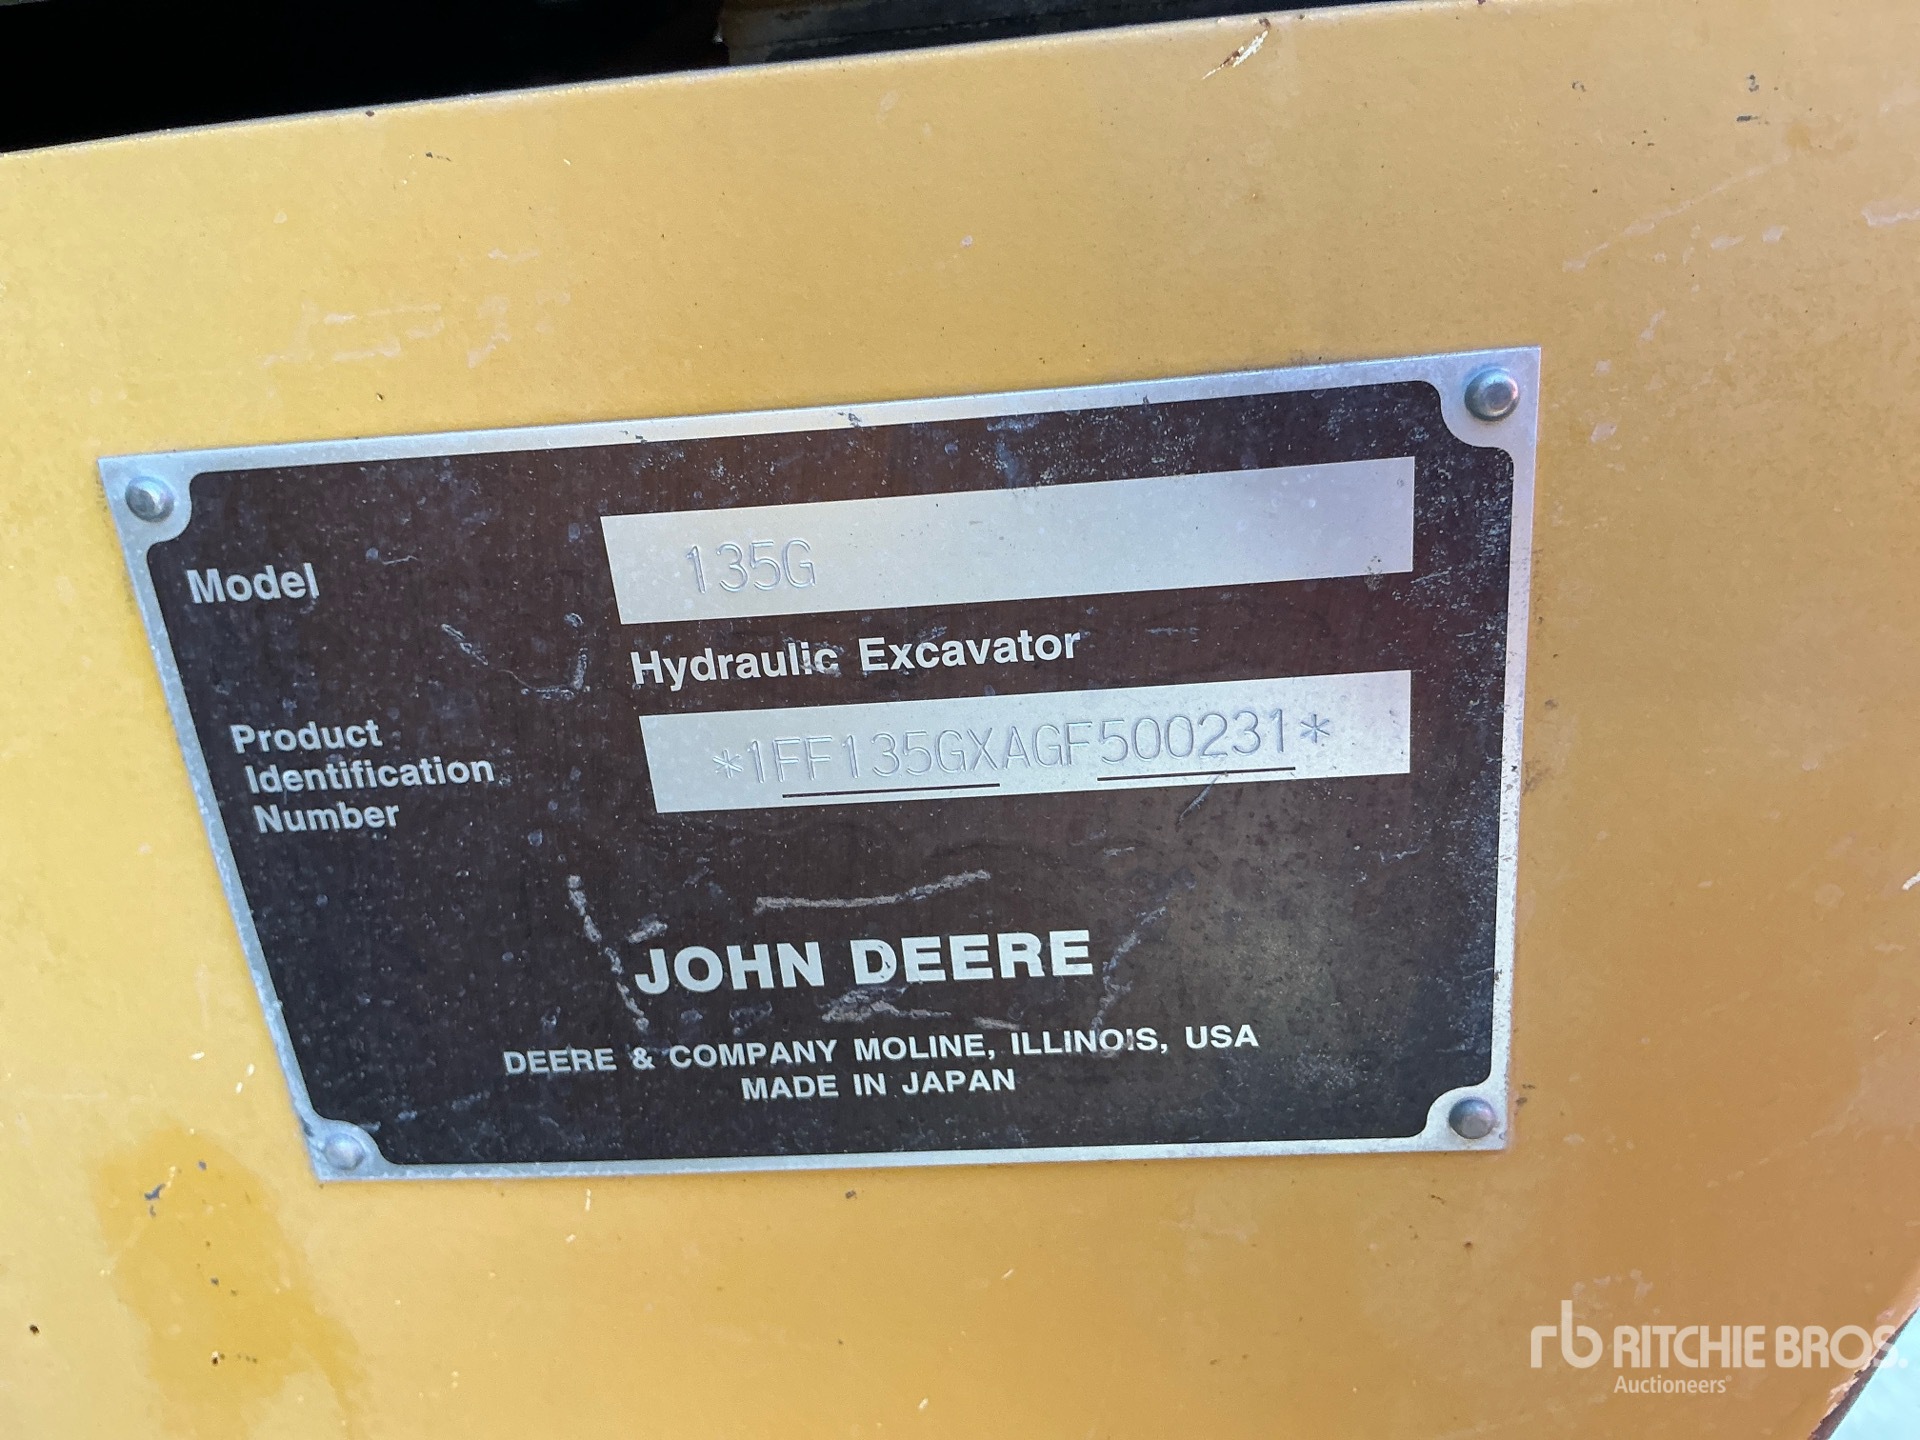 Model 135G
Hydraulic Excavator
Product
Identification
Number
*1FF135GXAGF500231*
JOHN DEERE
DEERE & COMPANY MOLINE, ILLINOIS, USA
MADE IN JAPAN
rb RITCHIE BROS.
Auctioneers